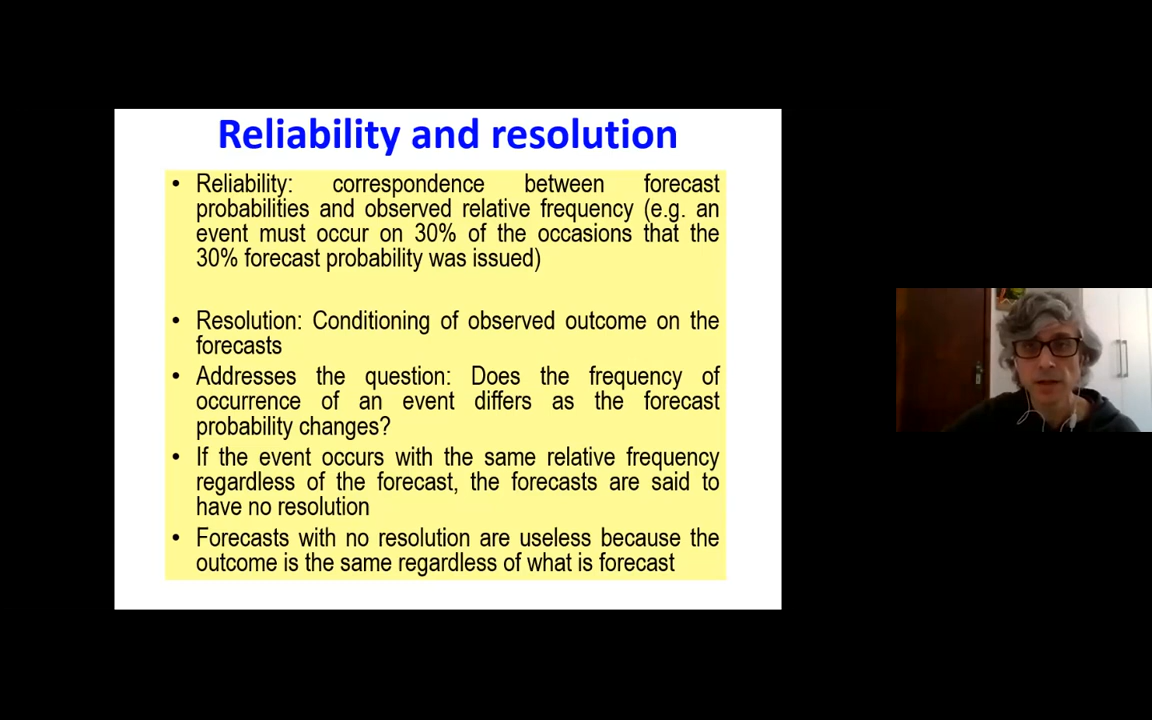 Reliability and resolution
• Reliability: correspondence between forecast
probabilities and observed relative frequency (e.g. an
event must occur on 30% of the occasions that the
30% forecast probability was issued)
• Resolution: Conditioning of observed outcome on the
forecasts
• Addresses the question: Does the frequency of
occurrence of an event differs as the forecast
probability changes?
• If the event occurs with the same relative frequency
regardless of the forecast, the forecasts are said to
have no resolution
• Forecasts with no resolution are useless because the
outcome is the same regardless of what is forecast